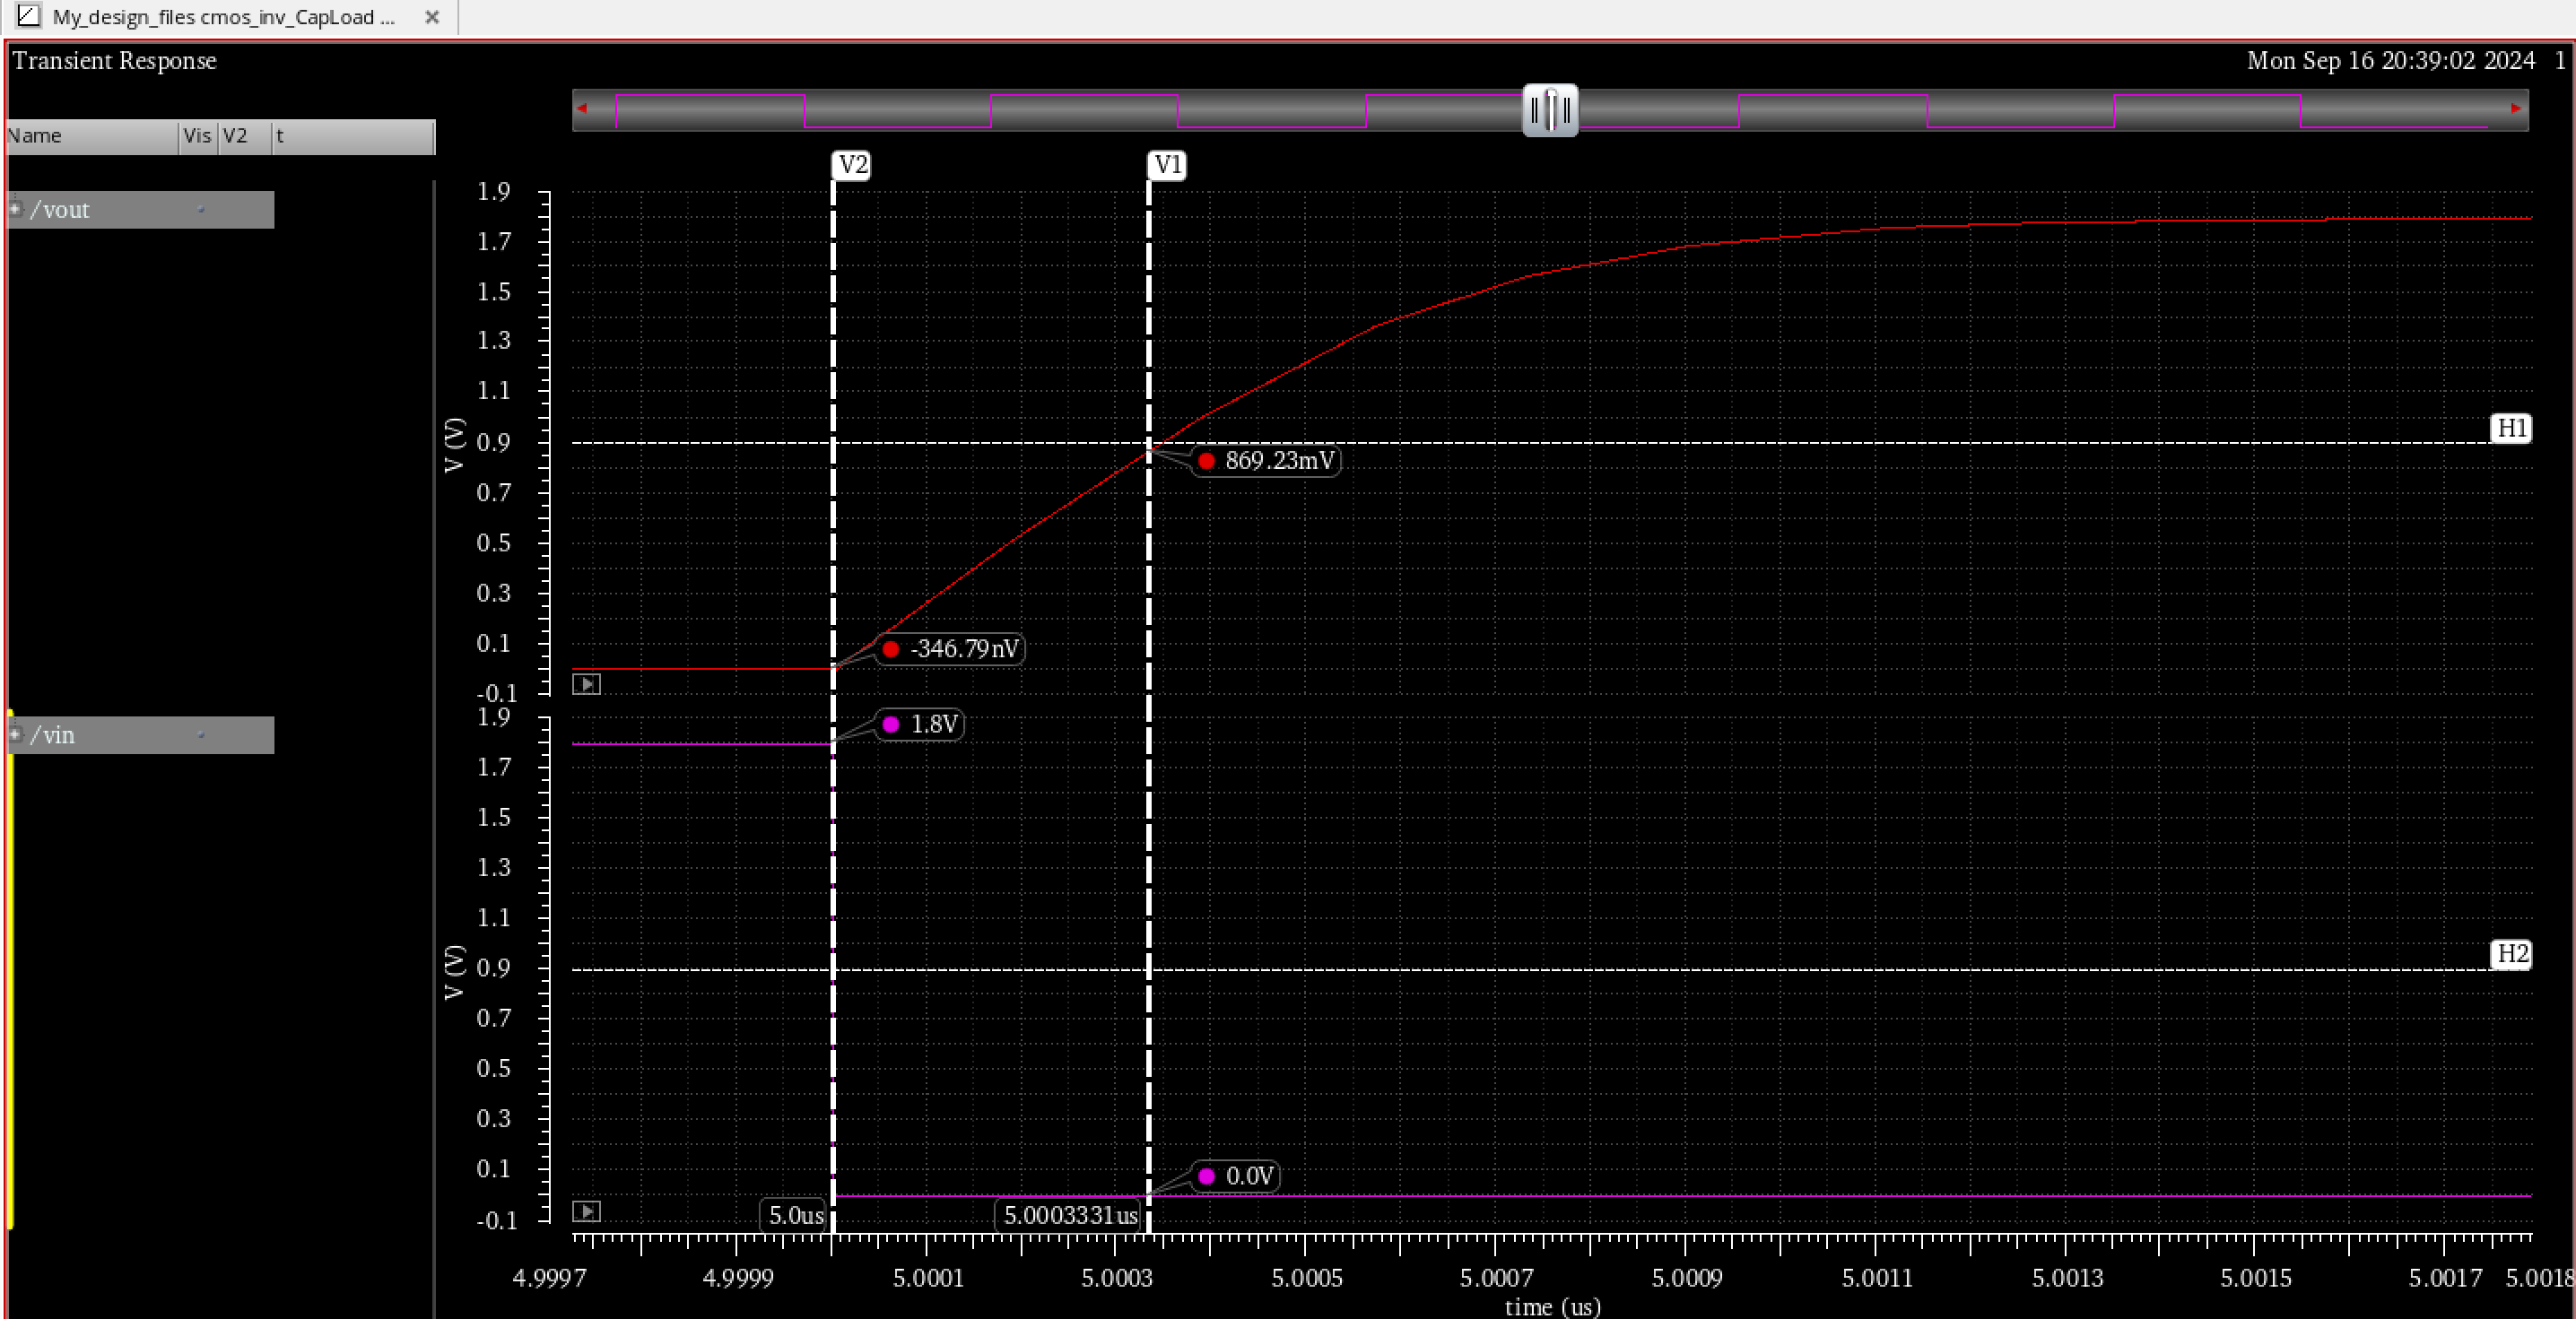 My_design_files cmos_inv_CapLoad ...
Transient Response
Mon Sep 16 20:39:02 2024 1
Name Vis V2 t
V2 V1
/vout
1.9
1.7
1.5
1.3
1.1
0.9
0.7
0.5
0.3
0.1
-0.1
V (V)
H1
869.23mV
-346.79nV
/vin
1.9
1.7
1.5
1.3
1.1
0.9
0.7
0.5
0.3
0.1
-0.1
V (V)
1.8V
H2
0.0V
5.0us
5.0003331us
4.9997 4.9999 5.0001 5.0003 5.0005 5.0007 5.0009 5.0011 5.0013 5.0015 5.0017 5.0018
time (us)